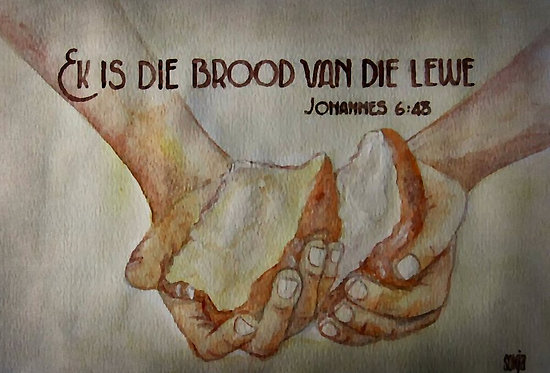 Ek is die brood van die lewe
Johannes 6:48